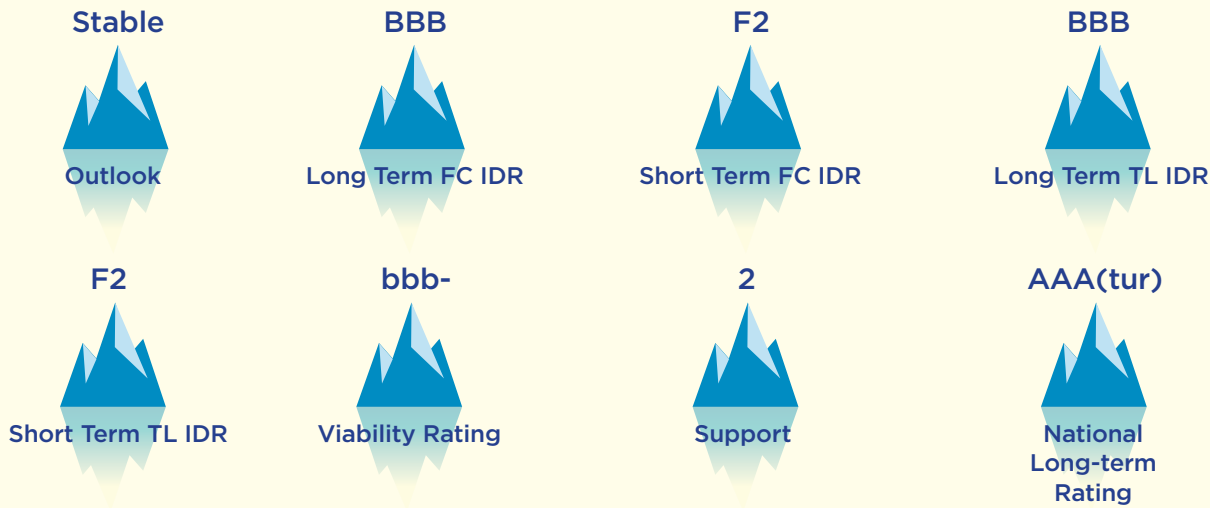 Stable
Outlook
BBB
Long Term FC IDR
F2
Short Term FC IDR
BBB
Long Term TL IDR
F2
Short Term TL IDR
bbb-
Viability Rating
2
Support
AAA(tur)
National
Long-term
Rating